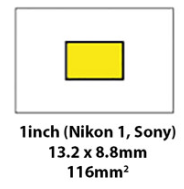 1inch (Nikon 1, Sony)
13.2 x 8.8mm
116mm²